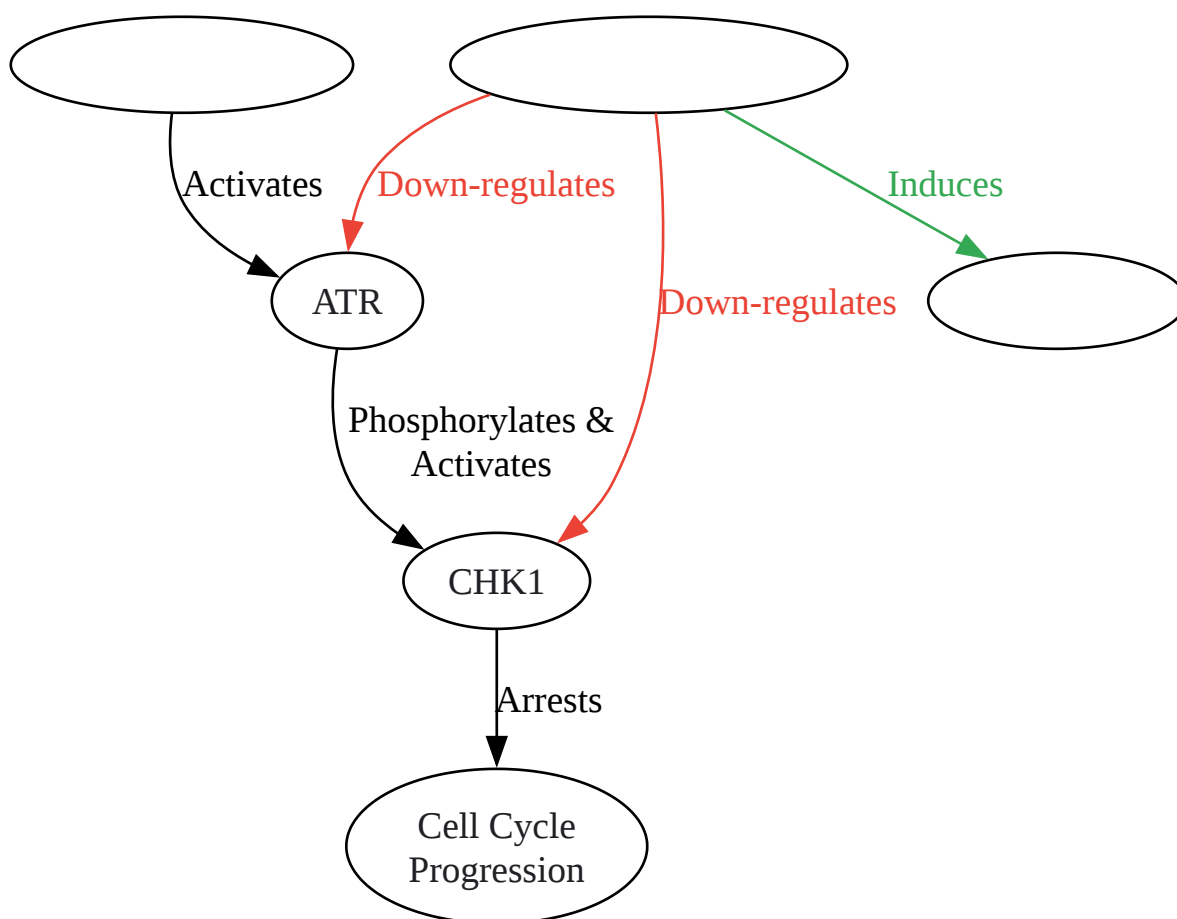 Activates
Down-regulates
Induces
ATR
Down-regulates
Phosphorylates &
Activates
CHK1
Arrests
Cell Cycle
Progression